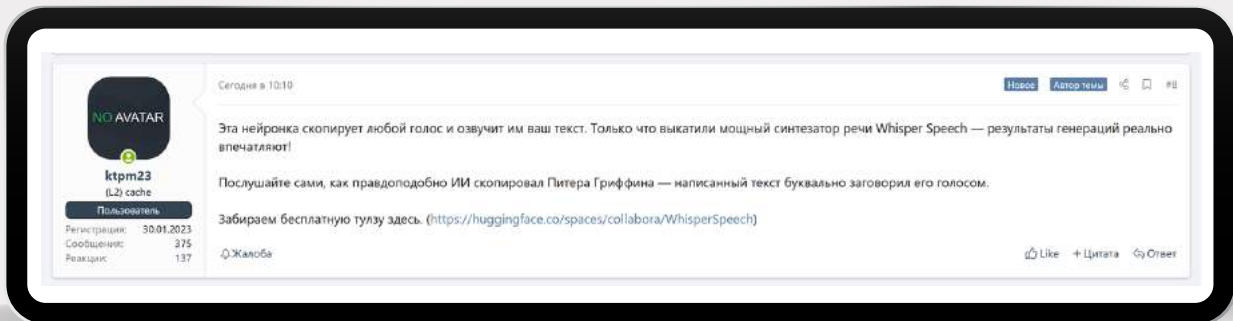 Сегодня в 10:10
Новое
Автор темы
#8
NO AVATAR
ktpm23
(L2) cache
Пользователь
Регистрация: 30.01.2023
Сообщения: 375
Реакции: 137
Эта нейронка скопирует любой голос и озвучит им ваш текст. Только что выкатили мощный синтезатор речи Whisper Speech — результаты генераций реально
впечатляют!
Послушайте сами, как правдоподобно ИИ скопировал Питера Гриффина — написанный текст буквально заговорил его голосом.
Забираем бесплатную тулзу здесь. (https://huggingface.co/spaces/collabora/WhisperSpeech)
Жалоба
Like + Цитата Ответ